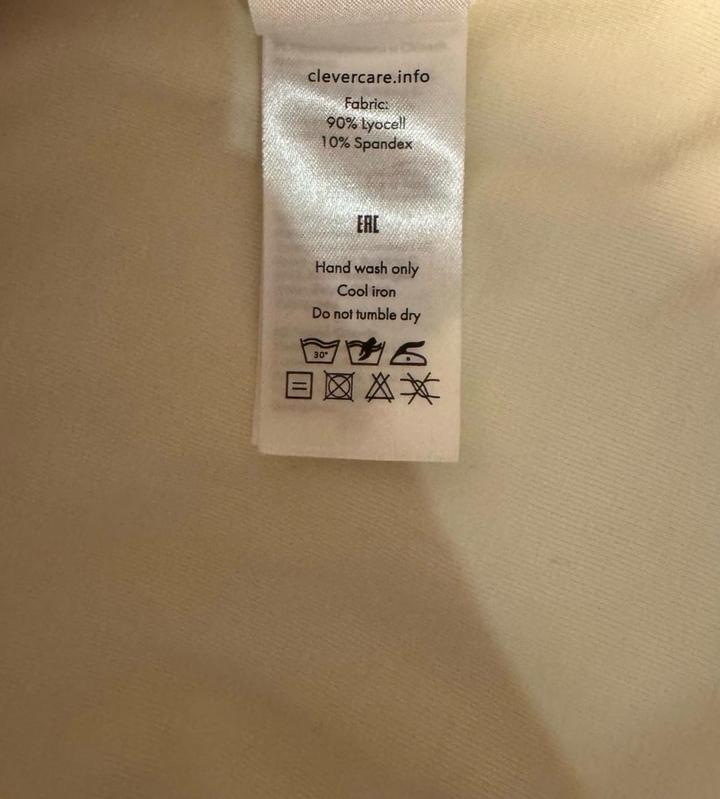 clevercare.info
Fabric:
90% Lyocell
10% Spandex
EAC
Hand wash only
Cool iron
Do not tumble dry
30°